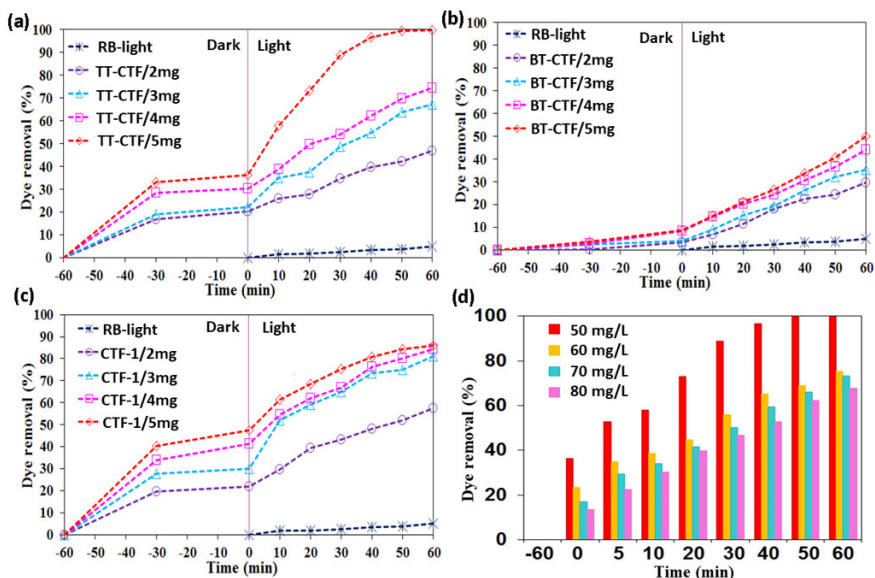 (a)
100
90
80
70
60
50
40
30
20
10
0
Dye removal (%)
RB-light
TT-CTF/2mg
TT-CTF/3mg
TT-CTF/4mg
TT-CTF/5mg
Dark Light
-60 -50 -40 -30 -20 -10 0 10 20 30 40 50 60
Time (min)
(b)
100
90
80
70
60
50
40
30
20
10
0
Dye removal (%)
RB-light
BT-CTF/2mg
BT-CTF/3mg
BT-CTF/4mg
BT-CTF/5mg
Dark Light
-60 -50 -40 -30 -20 -10 0 10 20 30 40 50 60
Time (min)
(c)
100
90
80
70
60
50
40
30
20
10
0
Dye removal (%)
RB-light
CTF-1/2mg
CTF-1/3mg
CTF-1/4mg
CTF-1/5mg
Dark Light
-60 -50 -40 -30 -20 -10 0 10 20 30 40 50 60
Time (min)
(d)
100
80
60
40
20
0
Dye removal (%)
50 mg/L
60 mg/L
70 mg/L
80 mg/L
-60 0 5 10 20 30 40 50 60
Time (min)